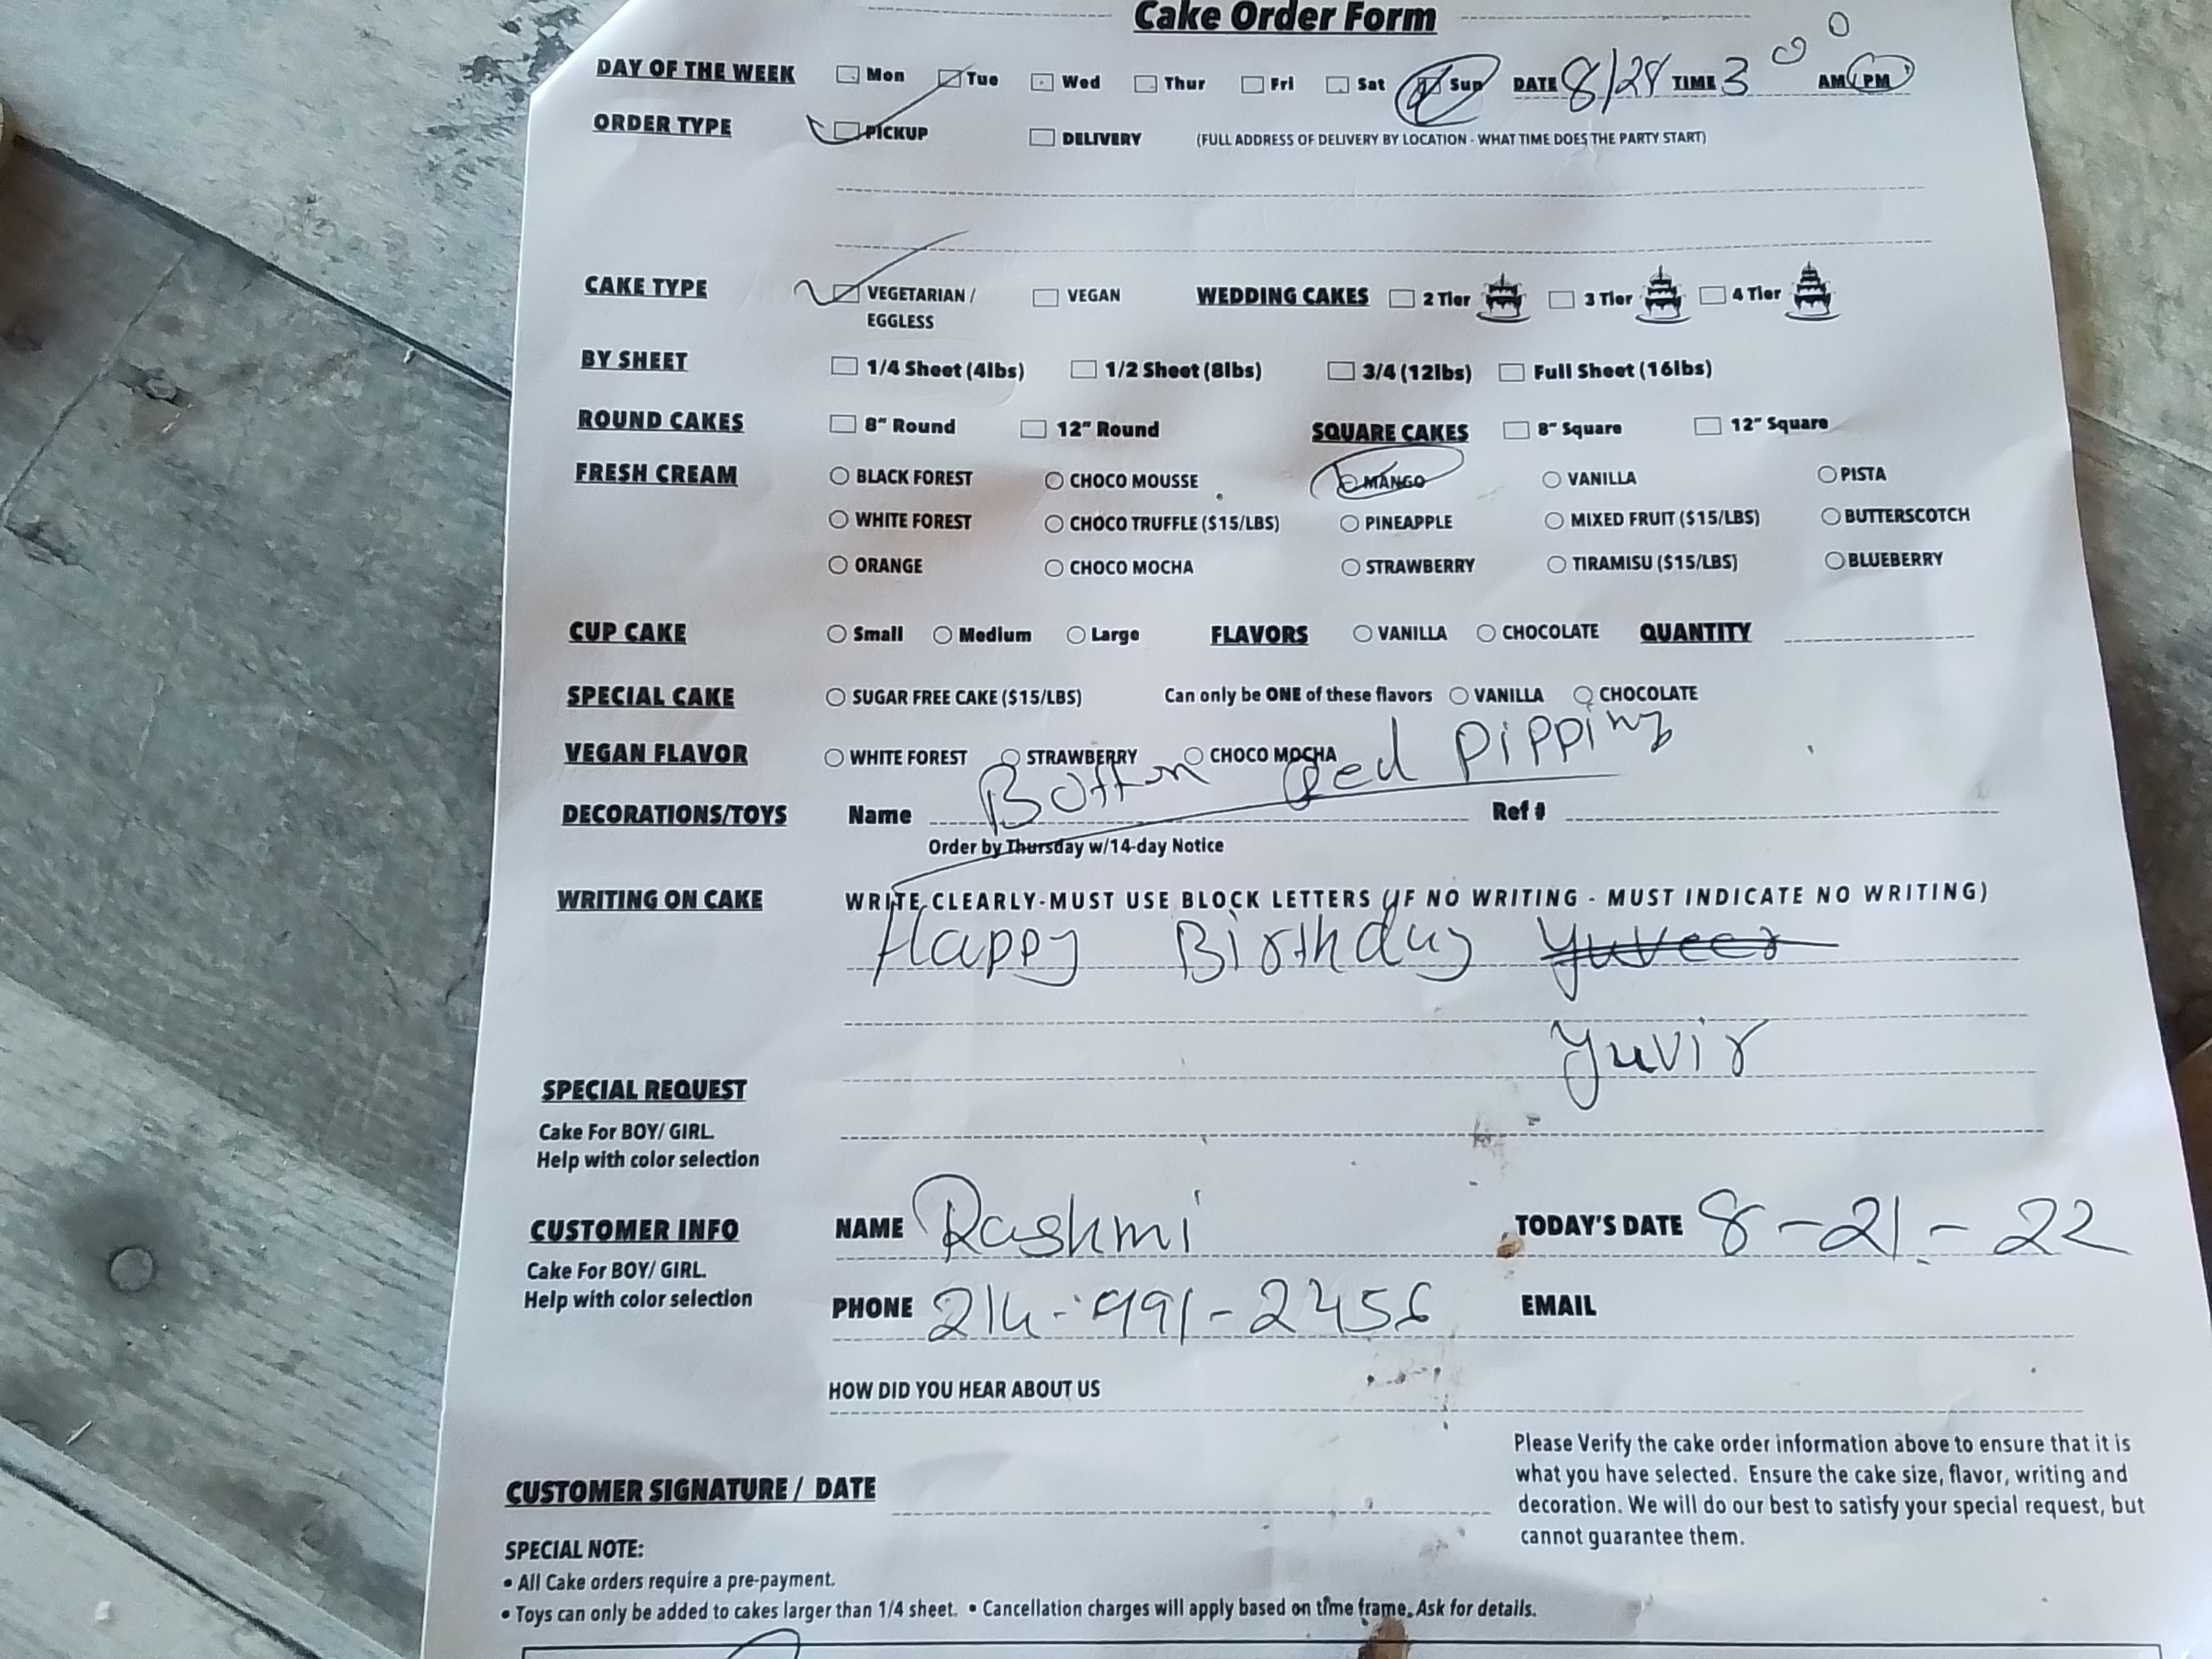 Cake Order Form
DAY OF THE WEEK Mon Tue Wed Thur Fri Sat Sun DATE 8/28 TIME 3 00 AM PM
ORDER TYPE PICKUP DELIVERY (FULL ADDRESS OF DELIVERY BY LOCATION - WHAT TIME DOES THE PARTY START)
CAKE TYPE VEGETARIAN / VEGAN WEDDING CAKES 2 Tier 3 Tier 4 Tier
EGGLESS
BY SHEET 1/4 Sheet (4lbs) 1/2 Sheet (8lbs) 3/4 (12lbs) Full Sheet (16lbs)
ROUND CAKES 8" Round 12" Round SQUARE CAKES 8" Square 12" Square
FRESH CREAM BLACK FOREST CHOCO MOUSSE MANGO VANILLA PISTA
WHITE FOREST CHOCO TRUFFLE ($15/LBS) PINEAPPLE MIXED FRUIT ($15/LBS) BUTTERSCOTCH
ORANGE CHOCO MOCHA STRAWBERRY TIRAMISU ($15/LBS) BLUEBERRY
CUP CAKE Small Medium Large FLAVORS VANILLA CHOCOLATE QUANTITY
SPECIAL CAKE SUGAR FREE CAKE ($15/LBS) Can only be ONE of these flavors VANILLA CHOCOLATE
VEGAN FLAVOR WHITE FOREST STRAWBERRY CHOCO MOCHA
Red Pipping
DECORATIONS/TOYS Name Ref #
Order by Thursday w/14-day Notice
WRITING ON CAKE WRITE CLEARLY-MUST USE BLOCK LETTERS (IF NO WRITING - MUST INDICATE NO WRITING)
Happy Birthday Yuveer
Yuvir
SPECIAL REQUEST
Cake For BOY/ GIRL.
Help with color selection
CUSTOMER INFO NAME Rashmi TODAY'S DATE 8-21-22
Cake For BOY/ GIRL.
Help with color selection
PHONE 214-991-2456 EMAIL
HOW DID YOU HEAR ABOUT US
CUSTOMER SIGNATURE / DATE
Please Verify the cake order information above to ensure that it is
what you have selected. Ensure the cake size, flavor, writing and
decoration. We will do our best to satisfy your special request, but
cannot guarantee them.
SPECIAL NOTE:
• All Cake orders require a pre-payment.
• Toys can only be added to cakes larger than 1/4 sheet. • Cancellation charges will apply based on time frame. Ask for details.